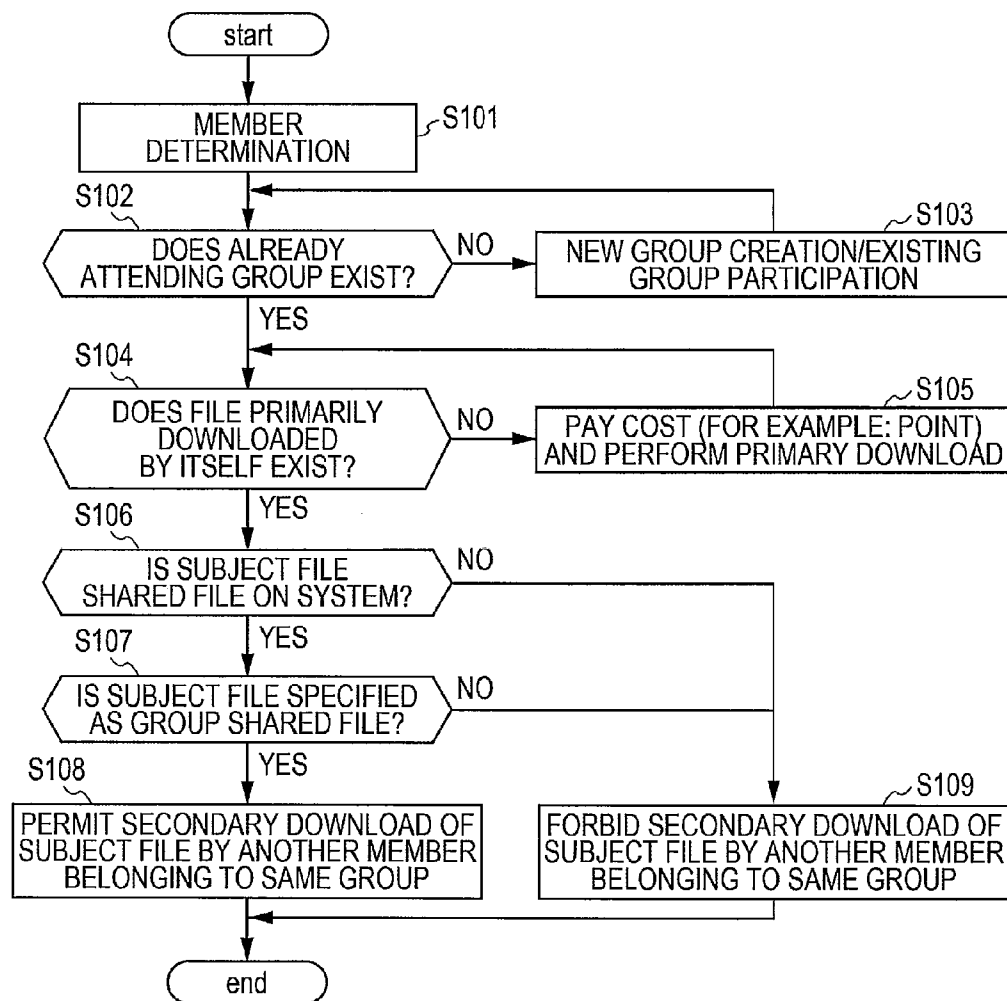 start
S101
MEMBER
DETERMINATION
S102
DOES ALREADY
ATTENDING GROUP EXIST?
NO
YES
S103
NEW GROUP CREATION/EXISTING
GROUP PARTICIPATION
S104
DOES FILE PRIMARILY
DOWNLOADED
BY ITSELF EXIST?
NO
YES
S105
PAY COST (FOR EXAMPLE: POINT)
AND PERFORM PRIMARY DOWNLOAD
S106
IS SUBJECT FILE
SHARED FILE ON SYSTEM?
NO
YES
S107
IS SUBJECT FILE SPECIFIED
AS GROUP SHARED FILE?
NO
YES
S108
PERMIT SECONDARY DOWNLOAD OF
SUBJECT FILE BY ANOTHER MEMBER
BELONGING TO SAME GROUP
S109
FORBID SECONDARY DOWNLOAD OF
SUBJECT FILE BY ANOTHER MEMBER
BELONGING TO SAME GROUP
end